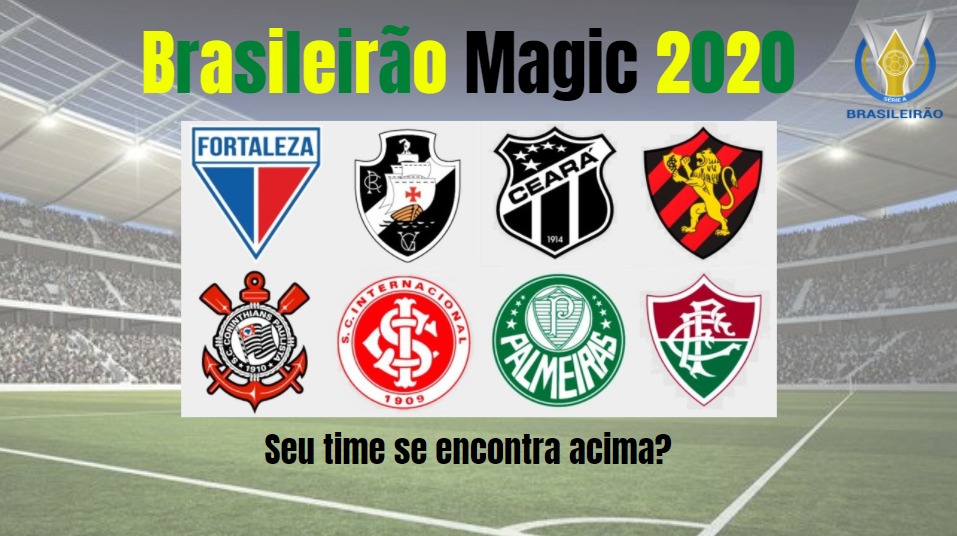 Brasileirão Magic 2020
SÉRIE A
BRASILEIRÃO
FORTALEZA
CEARÁ
1914
S.C. CORINTHIANS PAULISTA
1910
S.C. INTERNACIONAL
1909
P
PALMEIRAS
Seu time se encontra acima?